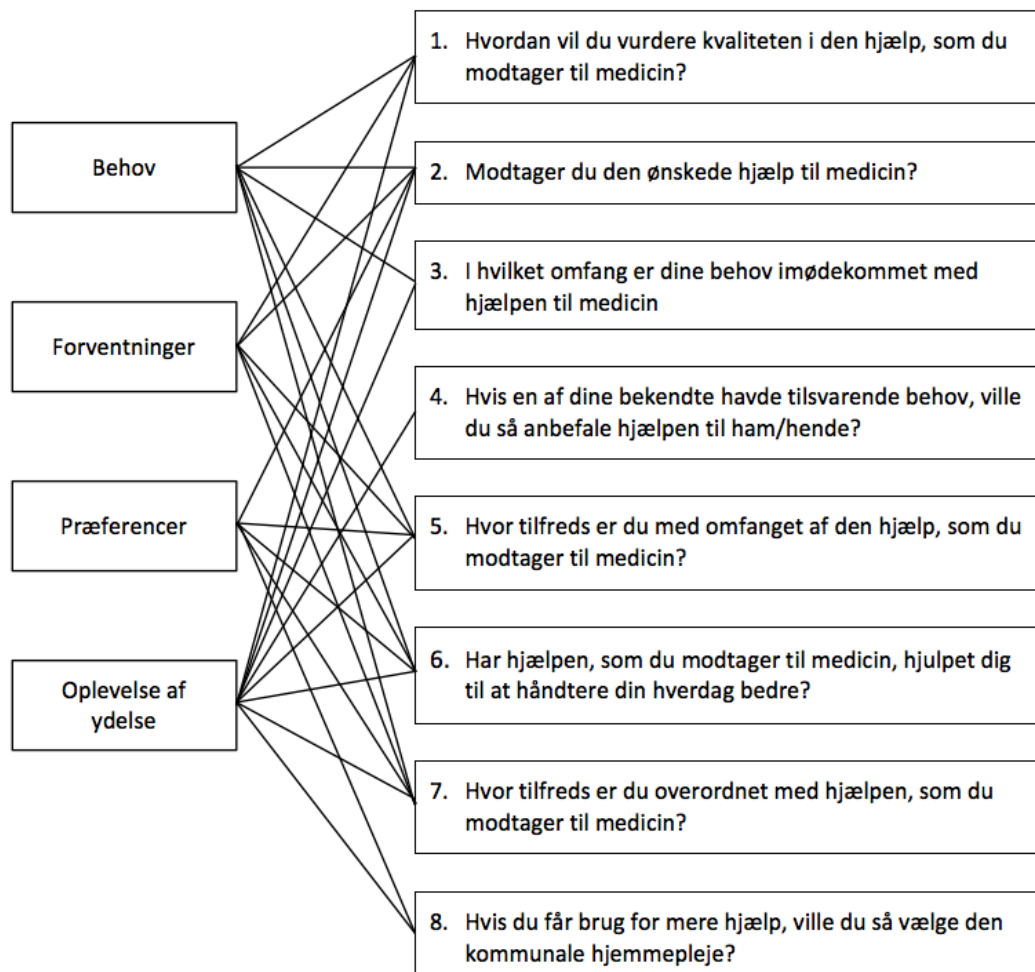 Behov
Forventninger
Præferencer
Oplevelse af
ydelse
1. Hvordan vil du vurdere kvaliteten i den hjælp, som du
modtager til medicin?
2. Modtager du den ønskede hjælp til medicin?
3. I hvilket omfang er dine behov imødekommet med
hjælpen til medicin
4. Hvis en af dine bekendte havde tilsvarende behov, ville
du så anbefale hjælpen til ham/hende?
5. Hvor tilfreds er du med omfanget af den hjælp, som du
modtager til medicin?
6. Har hjælpen, som du modtager til medicin, hjulpet dig
til at håndtere din hverdag bedre?
7. Hvor tilfreds er du overordnet med hjælpen, som du
modtager til medicin?
8. Hvis du får brug for mere hjælp, ville du så vælge den
kommunale hjemmepleje?